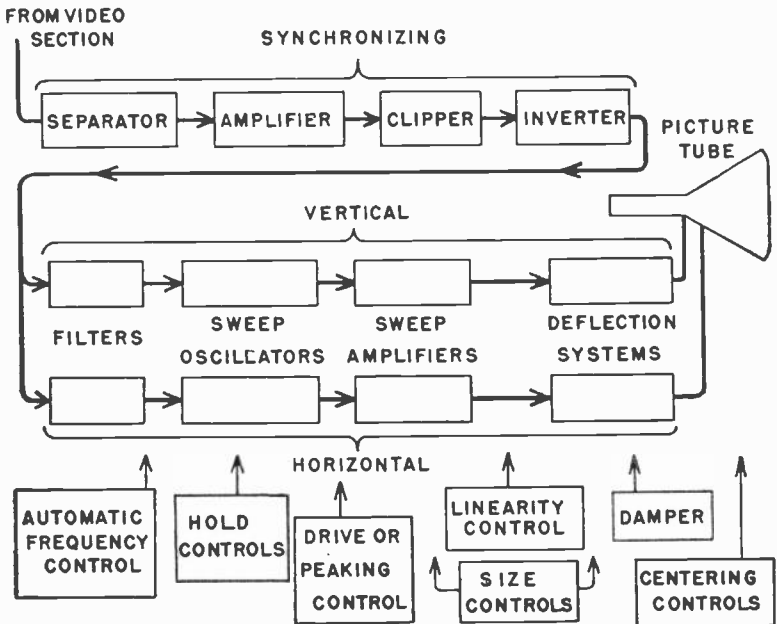 FROM VIDEO
SECTION
SYNCHRONIZING
SEPARATOR
AMPLIFIER
CLIPPER
INVERTER
PICTURE
TUBE
VERTICAL
FILTERS
SWEEP
OSCILLATORS
SWEEP
AMPLIFIERS
DEFLECTION
SYSTEMS
HORIZONTAL
AUTOMATIC
FREQUENCY
CONTROL
HOLD
CONTROLS
DRIVE OR
PEAKING
CONTROL
LINEARITY
CONTROL
SIZE
CONTROLS
DAMPER
CENTERING
CONTROLS